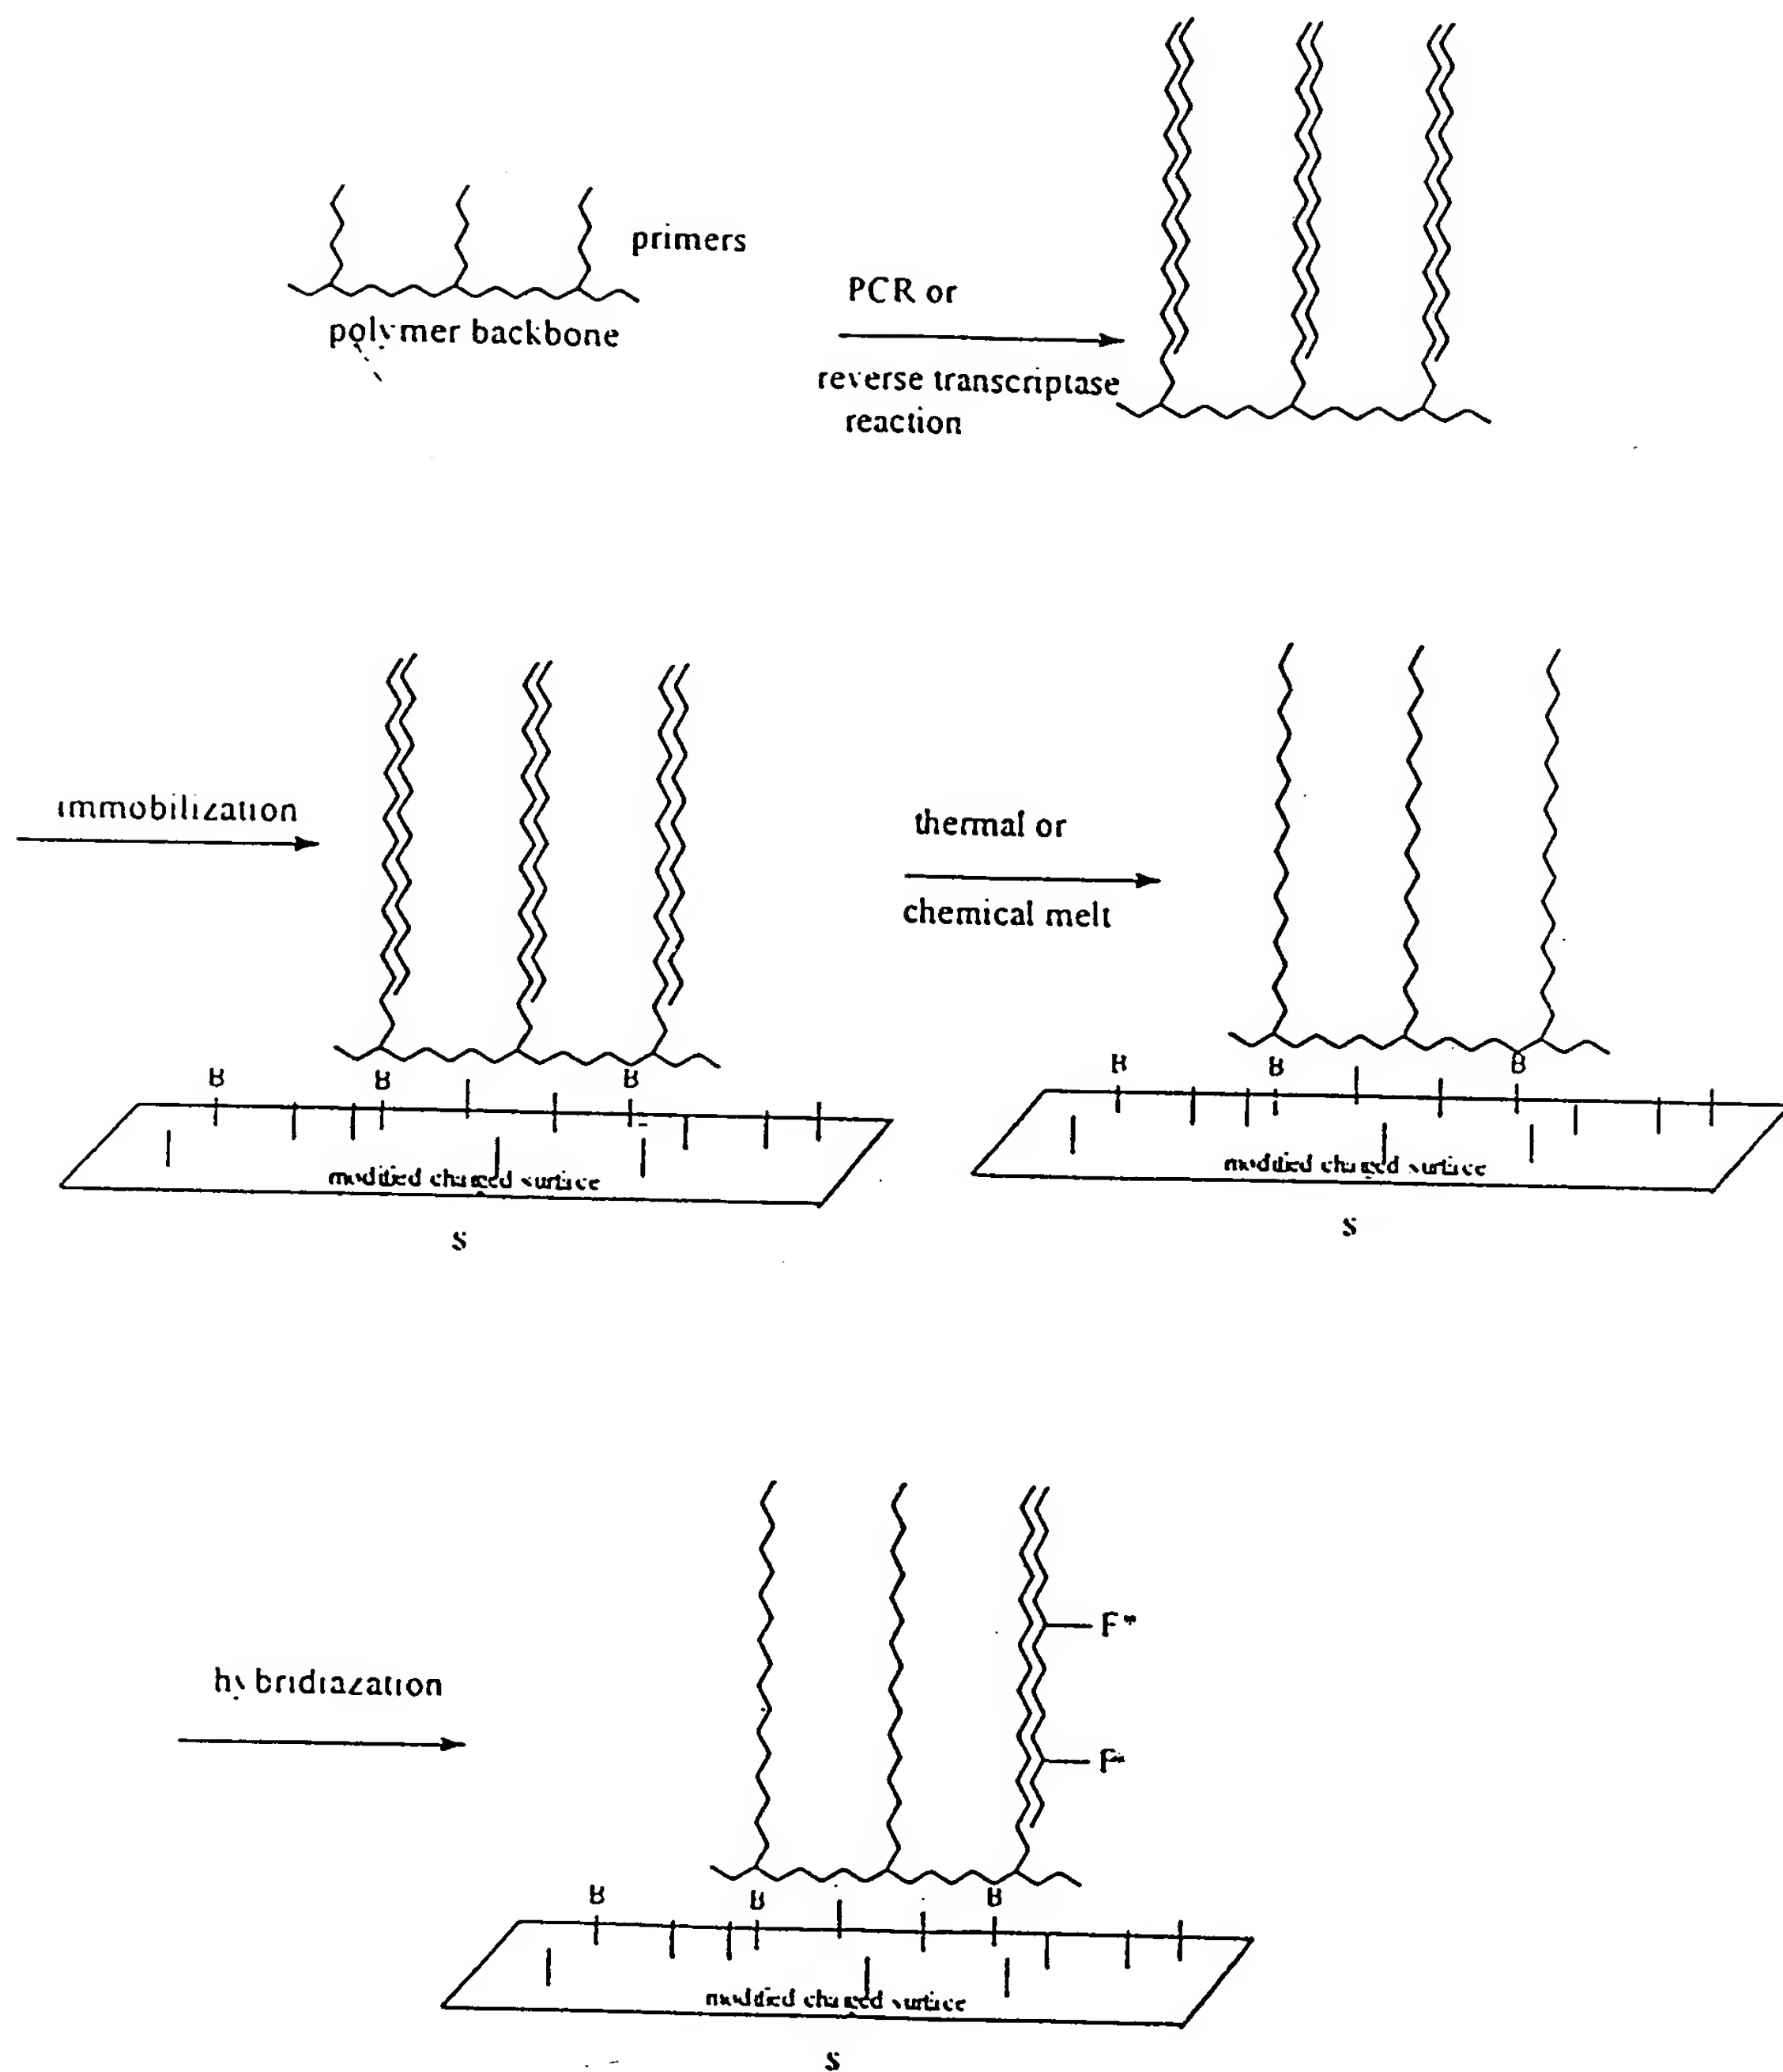 primers
polymer backbone
PCR or
reverse transcriptase
reaction
immobilization
thermal or
chemical melt
B
B
B
modified charged surface
S
B
B
B
modified charged surface
S
hybridiazation
F*
F*
B
B
B
modified charged surface
S